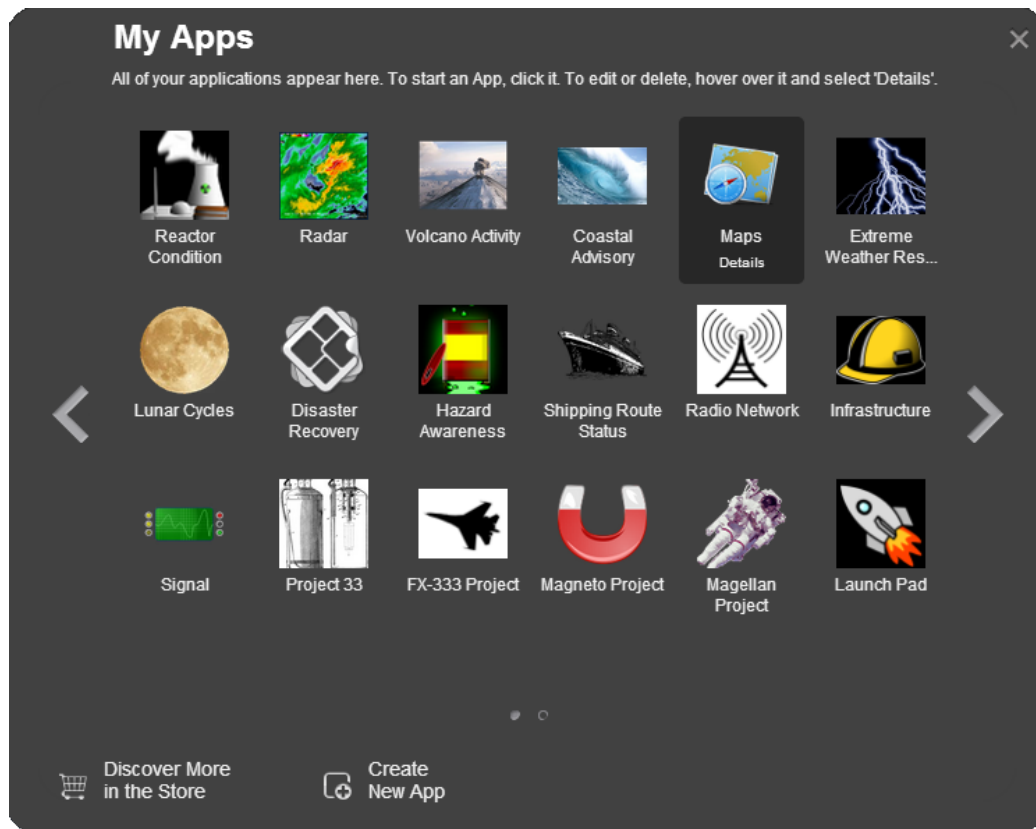 My Apps
All of your applications appear here. To start an App, click it. To edit or delete, hover over it and select 'Details'.
Reactor
Condition
Radar
Volcano Activity
Coastal
Advisory
Maps
Details
Extreme
Weather Res...
Lunar Cycles
Disaster
Recovery
Hazard
Awareness
Shipping Route
Status
Radio Network
Infrastructure
Signal
Project 33
FX-333 Project
Magneto Project
Magellan
Project
Launch Pad
Discover More
in the Store
Create
New App